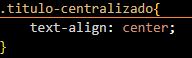 .titulo-centralizado{
    text-align: center;
}